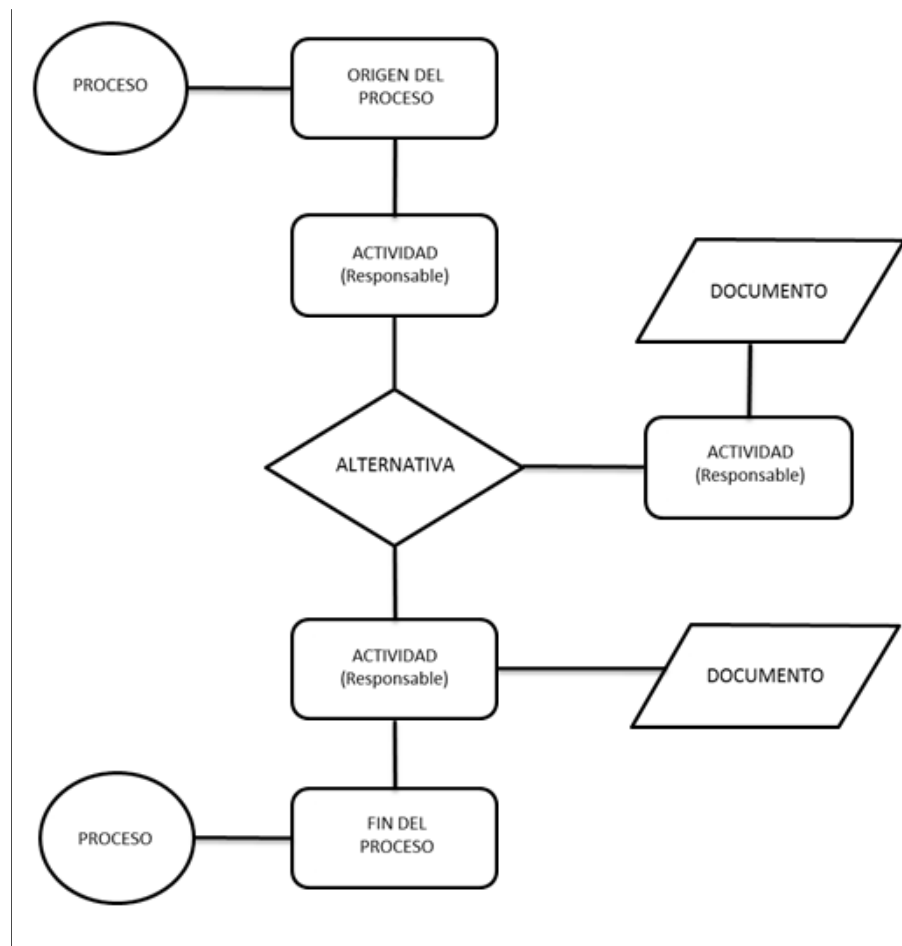 PROCESO
ORIGEN DEL
PROCESO
ACTIVIDAD
(Responsable)
DOCUMENTO
ALTERNATIVA
ACTIVIDAD
(Responsable)
ACTIVIDAD
(Responsable)
DOCUMENTO
PROCESO
FIN DEL
PROCESO